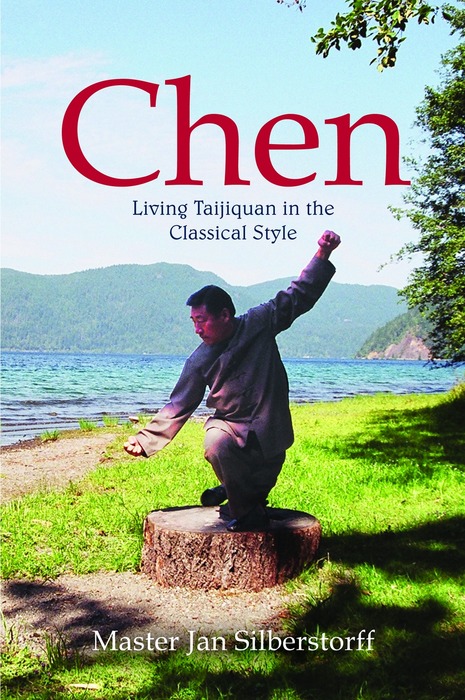 Chen
Living Taijiquan in the
Classical Style
Master Jan Silberstorff